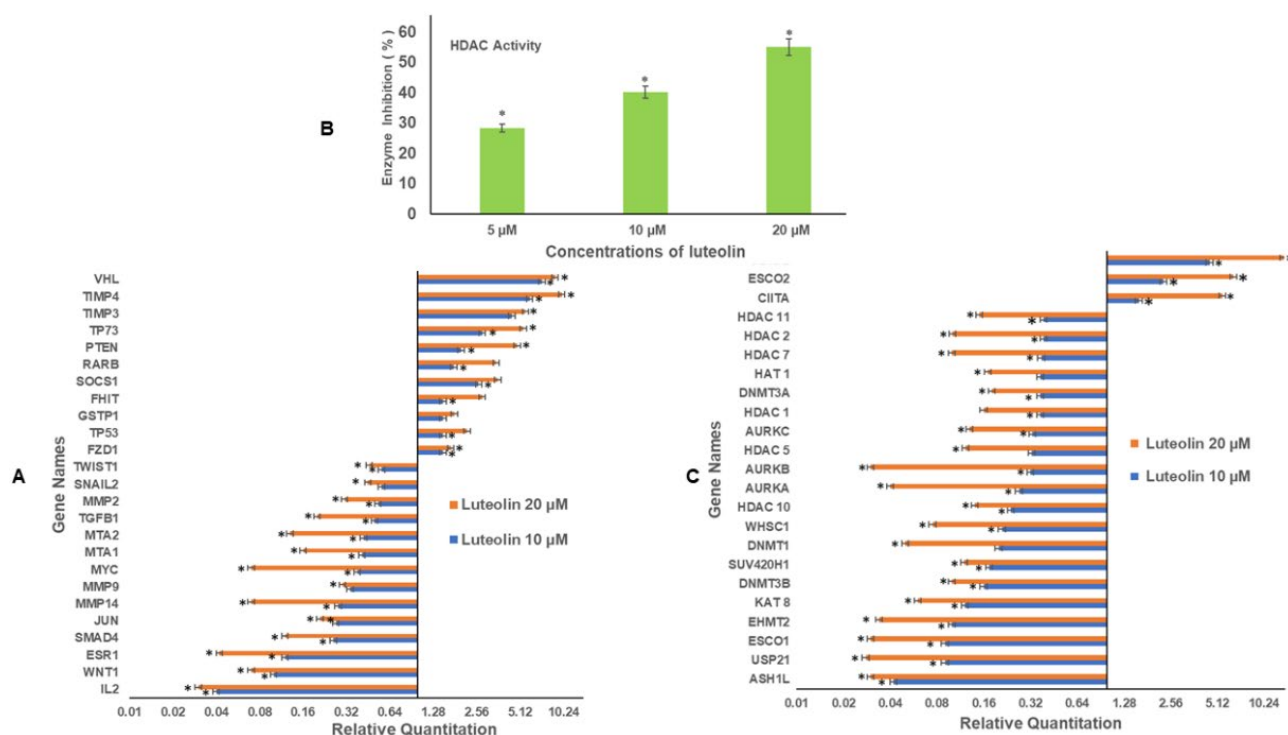 B
HDAC Activity
Enzyme Inhibition (%)
60
50
40
30
20
10
0
5 µM
10 µM
20 µM
Concentrations of luteolin
* * *
A
Gene Names
VHL
TIMP4
TIMP3
TP73
PTEN
RARB
SOCS1
FHIT
GSTP1
TP53
FZD1
TWIST1
SNAIL2
MMP2
TGFB1
MTA2
MTA1
MYC
MMP9
MMP14
JUN
SMAD4
ESR1
WNT1
IL2
Luteolin 20 µM
Luteolin 10 µM
0.01 0.02 0.04 0.08 0.16 0.32 0.64 1.28 2.56 5.12 10.24
Relative Quantitation
C
Gene Names
ESCO2
CIITA
HDAC 11
HDAC 2
HDAC 7
HAT 1
DNMT3A
HDAC 1
AURKC
HDAC 5
AURKB
AURKA
HDAC 10
WHSC1
DNMT1
SUV420H1
DNMT3B
KAT 8
EHMT2
ESCO1
USP21
ASH1L
Luteolin 20 µM
Luteolin 10 µM
0.01 0.02 0.04 0.08 0.16 0.32 0.64 1.28 2.56 5.12 10.24
Relative Quantitation